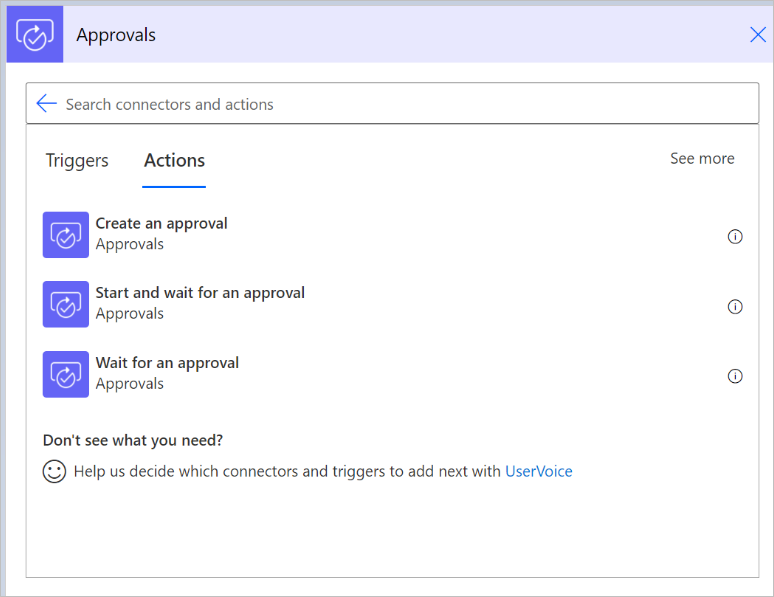 Approvals
Search connectors and actions
Triggers Actions See more
Create an approval
Approvals
Start and wait for an approval
Approvals
Wait for an approval
Approvals
Don't see what you need?
Help us decide which connectors and triggers to add next with UserVoice